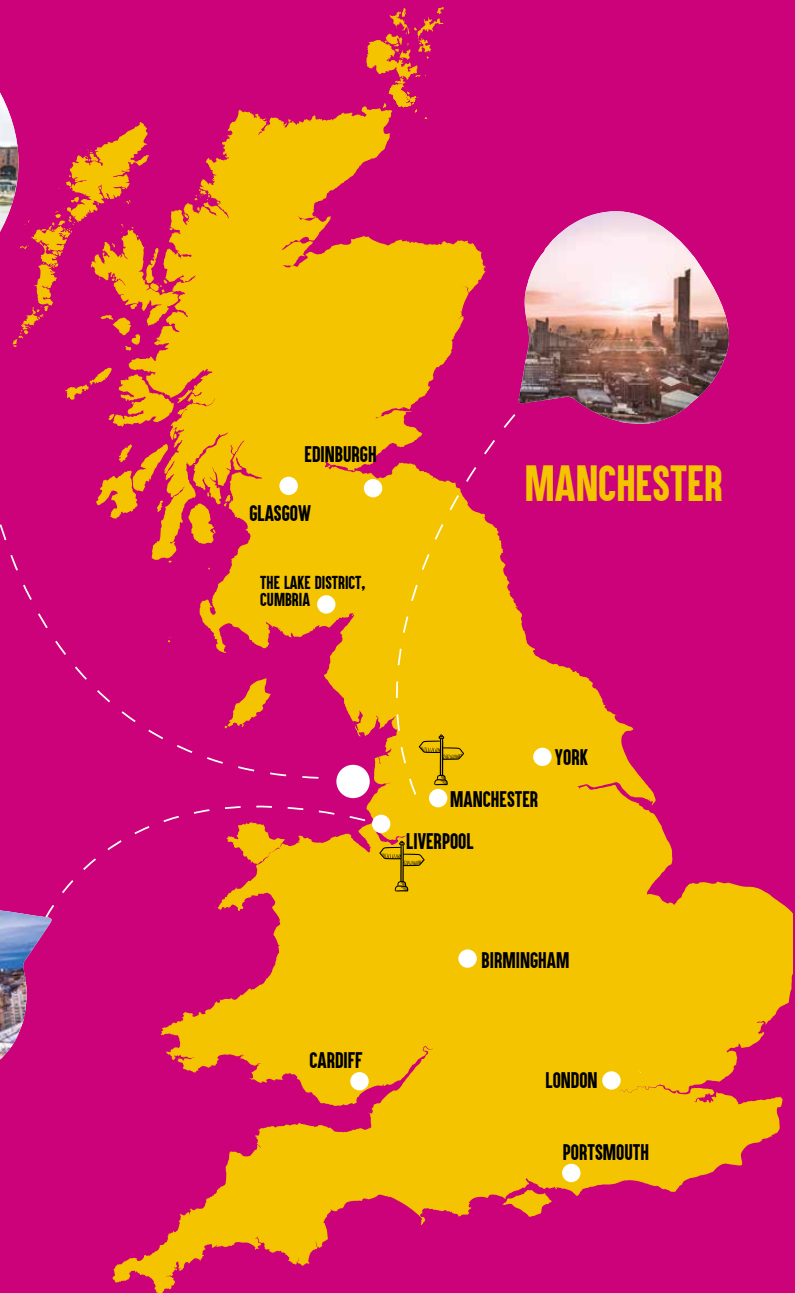 EDINBURGH
MANCHESTER
GLASGOW
THE LAKE DISTRICT,
CUMBRIA
YORK
MANCHESTER
LIVERPOOL
BIRMINGHAM
CARDIFF
LONDON
PORTSMOUTH